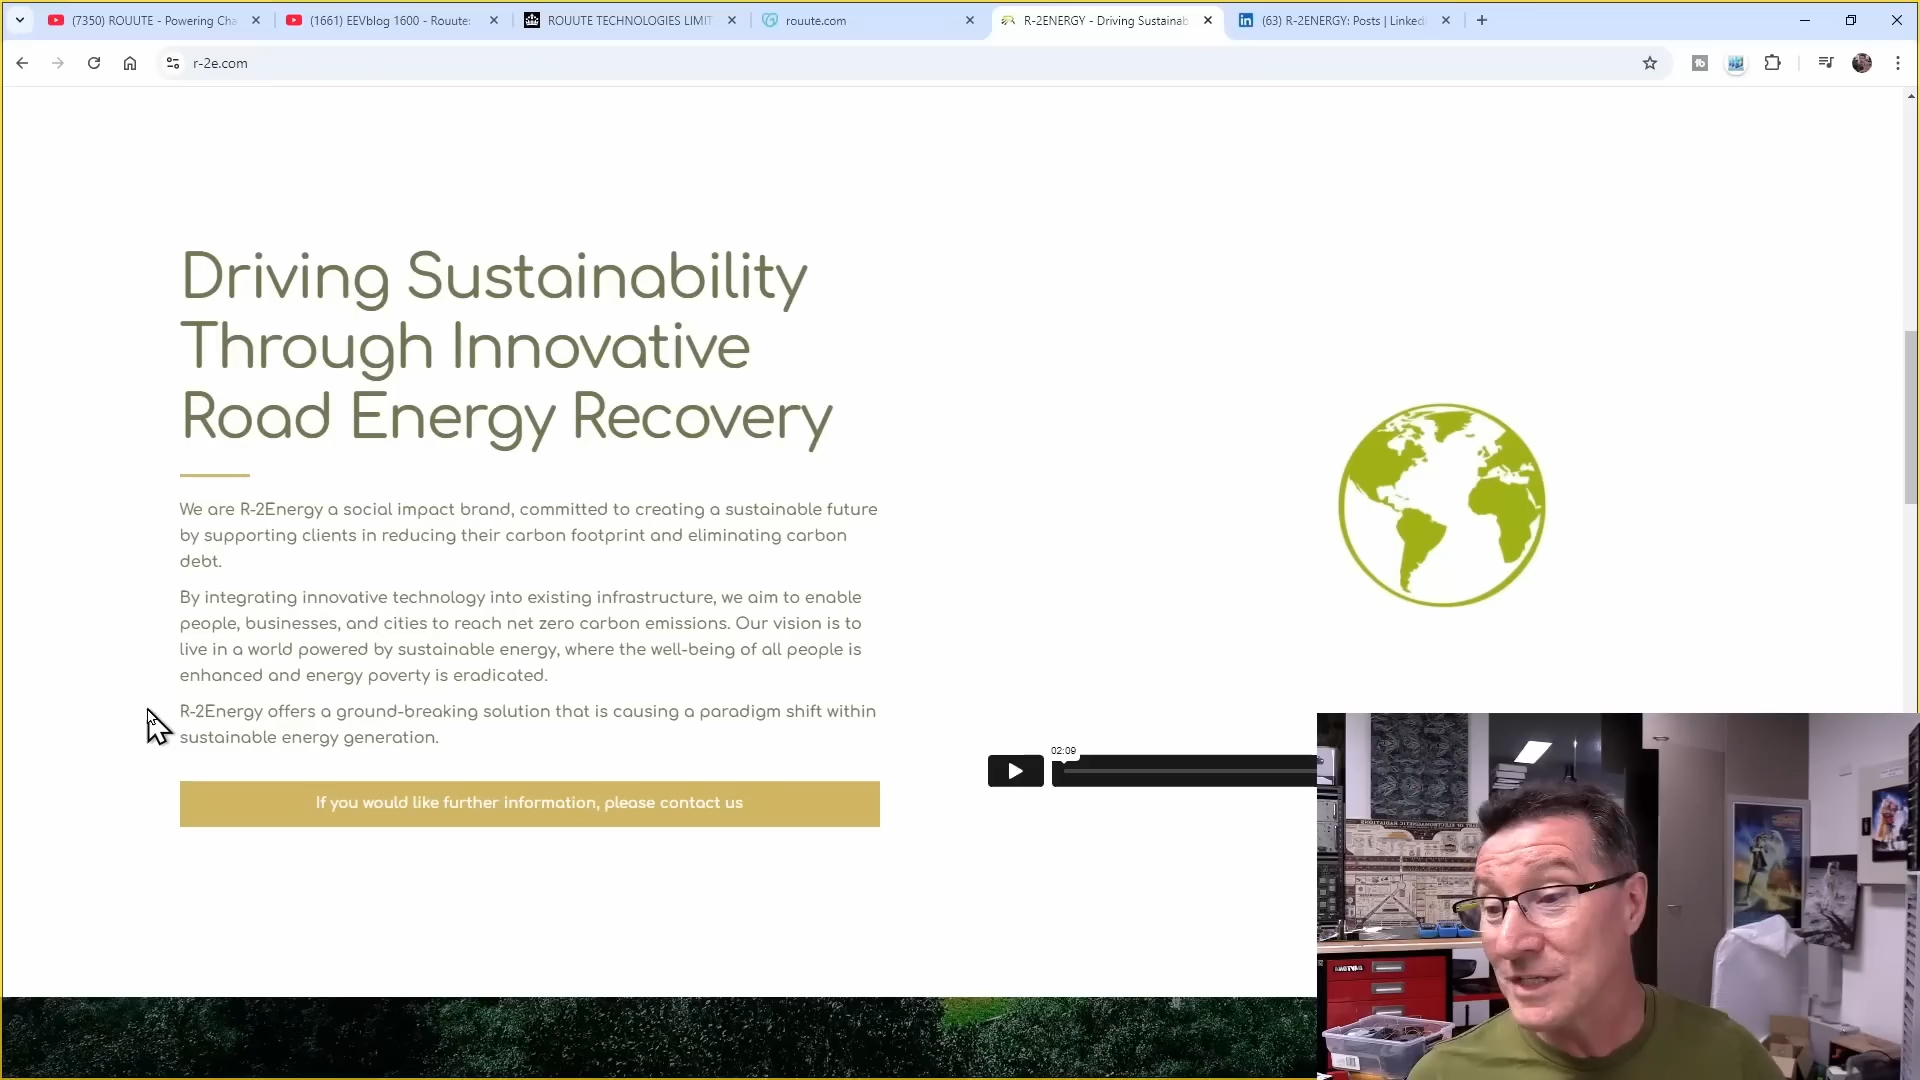 (7350) ROUUTE - Powering Cha
(1661) EEVblog 1600 - Rouute:
ROUUTE TECHNOLOGIES LIMIT
rouute.com
R-2ENERGY - Driving Sustainab
(63) R-2ENERGY: Posts | Linked
r-2e.com
Driving Sustainability
Through Innovative
Road Energy Recovery
We are R-2Energy a social impact brand, committed to creating a sustainable future
by supporting clients in reducing their carbon footprint and eliminating carbon
debt.
By integrating innovative technology into existing infrastructure, we aim to enable
people, businesses, and cities to reach net zero carbon emissions. Our vision is to
live in a world powered by sustainable energy, where the well-being of all people is
enhanced and energy poverty is eradicated.
R-2Energy offers a ground-breaking solution that is causing a paradigm shift within
sustainable energy generation.
02:09
If you would like further information, please contact us